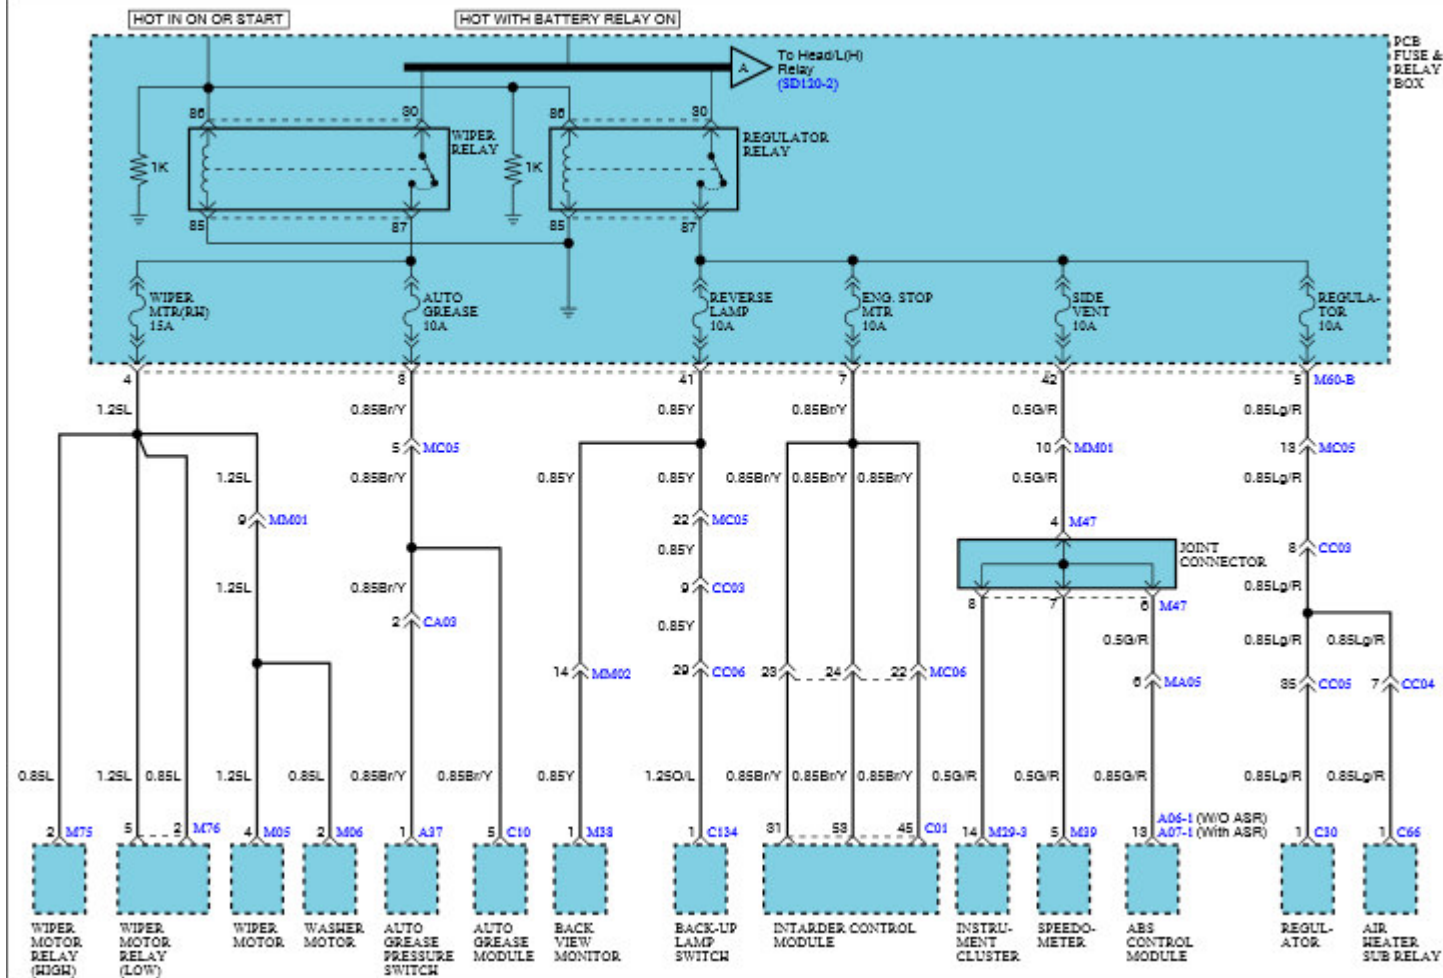 HOT IN ON OR START
HOT WITH BATTERY RELAY ON
PCB
FUSE &
RELAY
BOX
A
To Head/L(H)
Relay
(SD120-2)
86
30
86
30
WIPER
RELAY
REGULATOR
RELAY
1K
1K
85
87
85
87
WIPER
MTR(RH)
15A
AUTO
GREASE
10A
REVERSE
LAMP
10A
ENG. STOP
MTR
10A
SIDE
VENT
10A
REGULA-
TOR
10A
4
3
41
7
42
5
M60-B
1.25L
0.85Br/Y
0.85Y
0.85Br/Y
0.5G/R
0.85Lg/R
5
MC05
10
MM01
13
MC05
1.25L
0.85Br/Y
0.85Y
0.85Y
0.85Br/Y
0.85Br/Y
0.85Br/Y
0.5G/R
0.85Lg/R
9
MM01
22
MC05
4
M47
0.85Y
JOINT
CONNECTOR
8
CC03
1.25L
0.85Br/Y
9
CC03
0.85Lg/R
8
7
6
M47
2
CA03
0.85Y
0.5G/R
0.85Lg/R
0.85Lg/R
14
MM02
29
CC06
23
24
22
MC06
6
MA05
35
CC05
7
CC04
0.85L
1.25L
0.85L
1.25L
0.85L
0.85Br/Y
0.85Br/Y
0.85Y
1.25O/L
0.85Br/Y
0.85Br/Y
0.85Br/Y
0.5G/R
0.5G/R
0.85G/R
0.85Lg/R
0.85Lg/R
2
M75
5
2
M76
4
M05
2
M06
1
A37
5
C10
1
M38
1
C134
31
53
45
C01
14
M29-3
5
M39
13
A06-1 (W/O ASR)
A07-1 (With ASR)
1
C30
1
C66
WIPER
MOTOR
RELAY
(HIGH)
WIPER
MOTOR
RELAY
(LOW)
WIPER
MOTOR
WASHER
MOTOR
AUTO
GREASE
PRESSURE
SWITCH
AUTO
GREASE
MODULE
BACK
VIEW
MONITOR
BACK-UP
LAMP
SWITCH
INTARDER CONTROL
MODULE
INSTRU-
MENT
CLUSTER
SPEEDO-
METER
ABS
CONTROL
MODULE
REGUL-
ATOR
AIR
HEATER
SUB RELAY